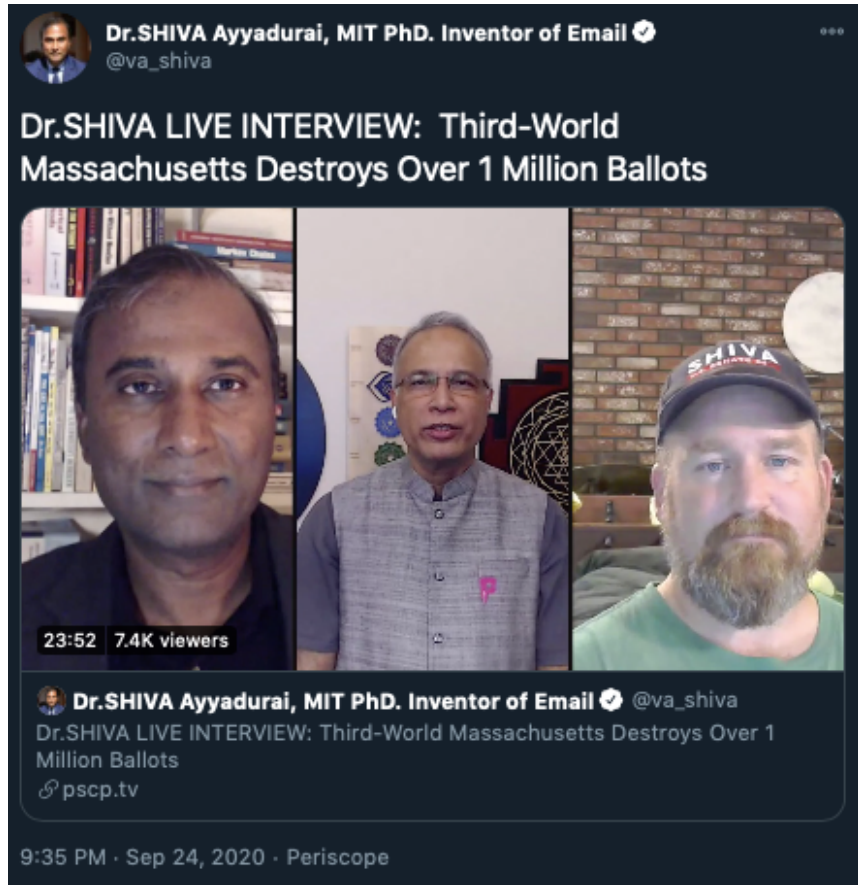 Dr.SHIVA Ayyadurai, MIT PhD. Inventor of Email
@va_shiva
Dr.SHIVA LIVE INTERVIEW: Third-World
Massachusetts Destroys Over 1 Million Ballots
Markov Chains
SHIVA
23:52 7.4K viewers
Dr.SHIVA Ayyadurai, MIT PhD. Inventor of Email @va_shiva
Dr.SHIVA LIVE INTERVIEW: Third-World Massachusetts Destroys Over 1
Million Ballots
pscp.tv
9:35 PM · Sep 24, 2020 · Periscope